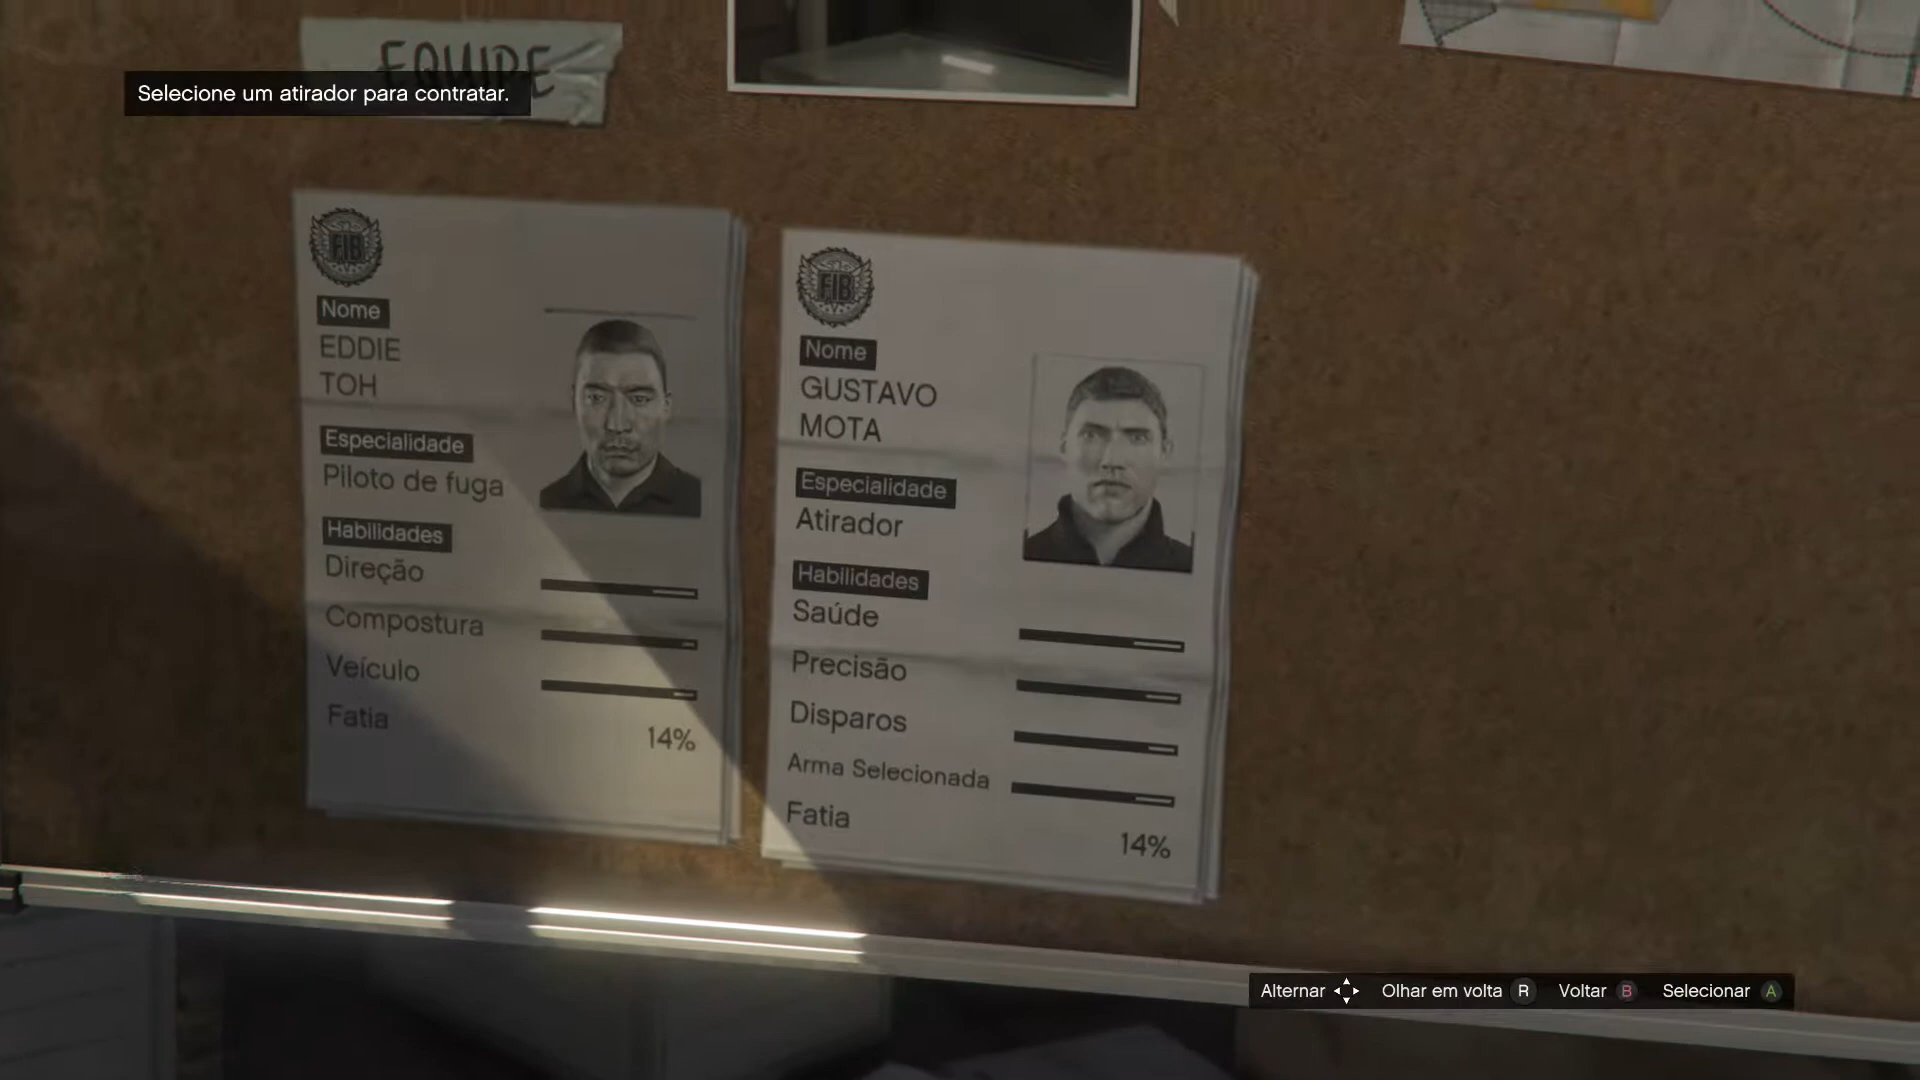 EQUIPE
Selecione um atirador para contratar.
FIB
Nome
EDDIE
TOH
Especialidade
Piloto de fuga
Habilidades
Direção
Compostura
Veículo
Fatia
14%
FIB
Nome
GUSTAVO
MOTA
Especialidade
Atirador
Habilidades
Saúde
Precisão
Disparos
Arma Selecionada
Fatia
14%
Alternar Olhar em volta R Voltar B Selecionar A